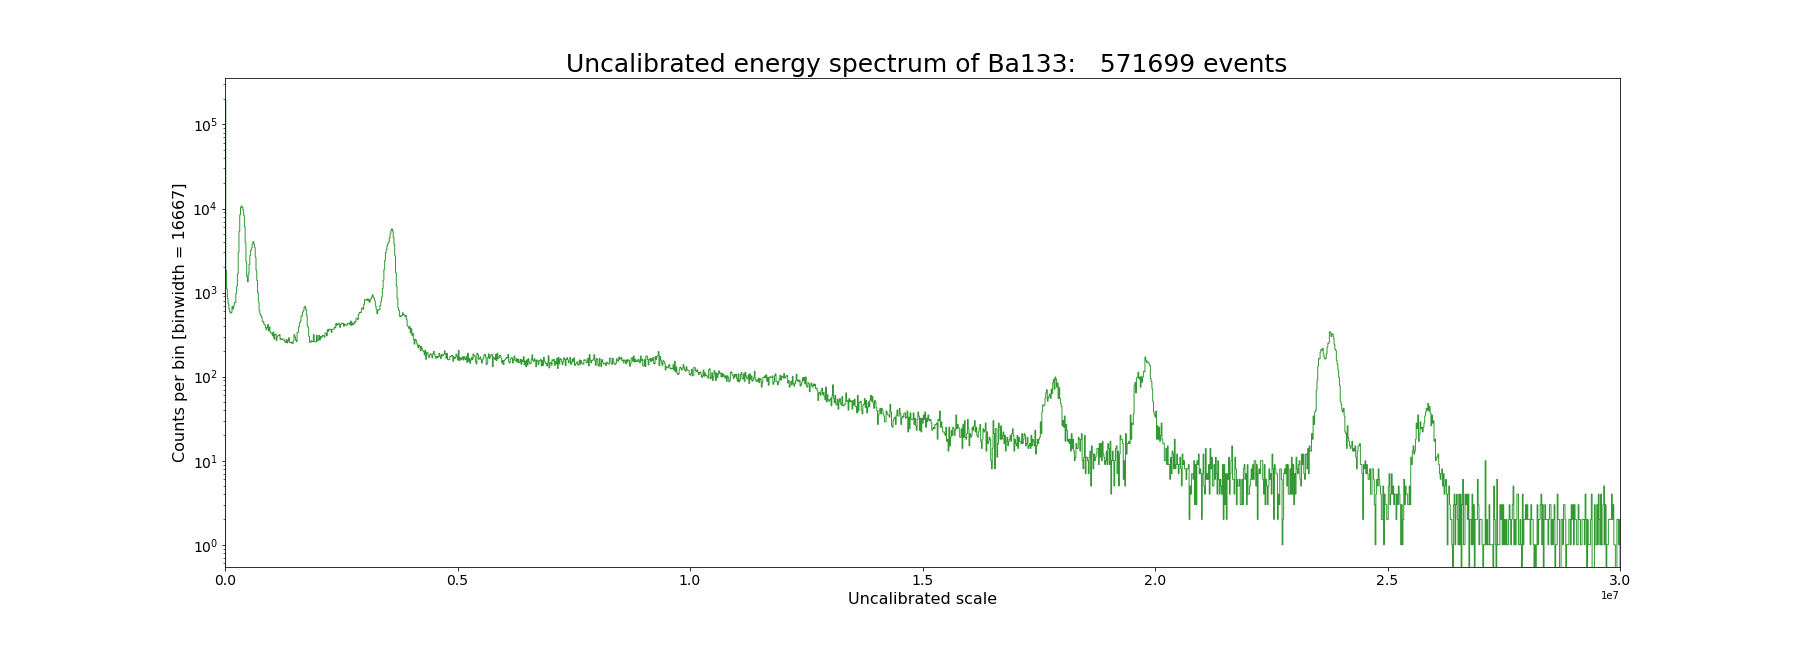 Uncalibrated energy spectrum of Ba133:   571699 events
Counts per bin [binwidth = 16667]
10^5
10^4
10^3
10^2
10^1
10^0
0.0 0.5 1.0 1.5 2.0 2.5 3.0
1e7
Uncalibrated scale